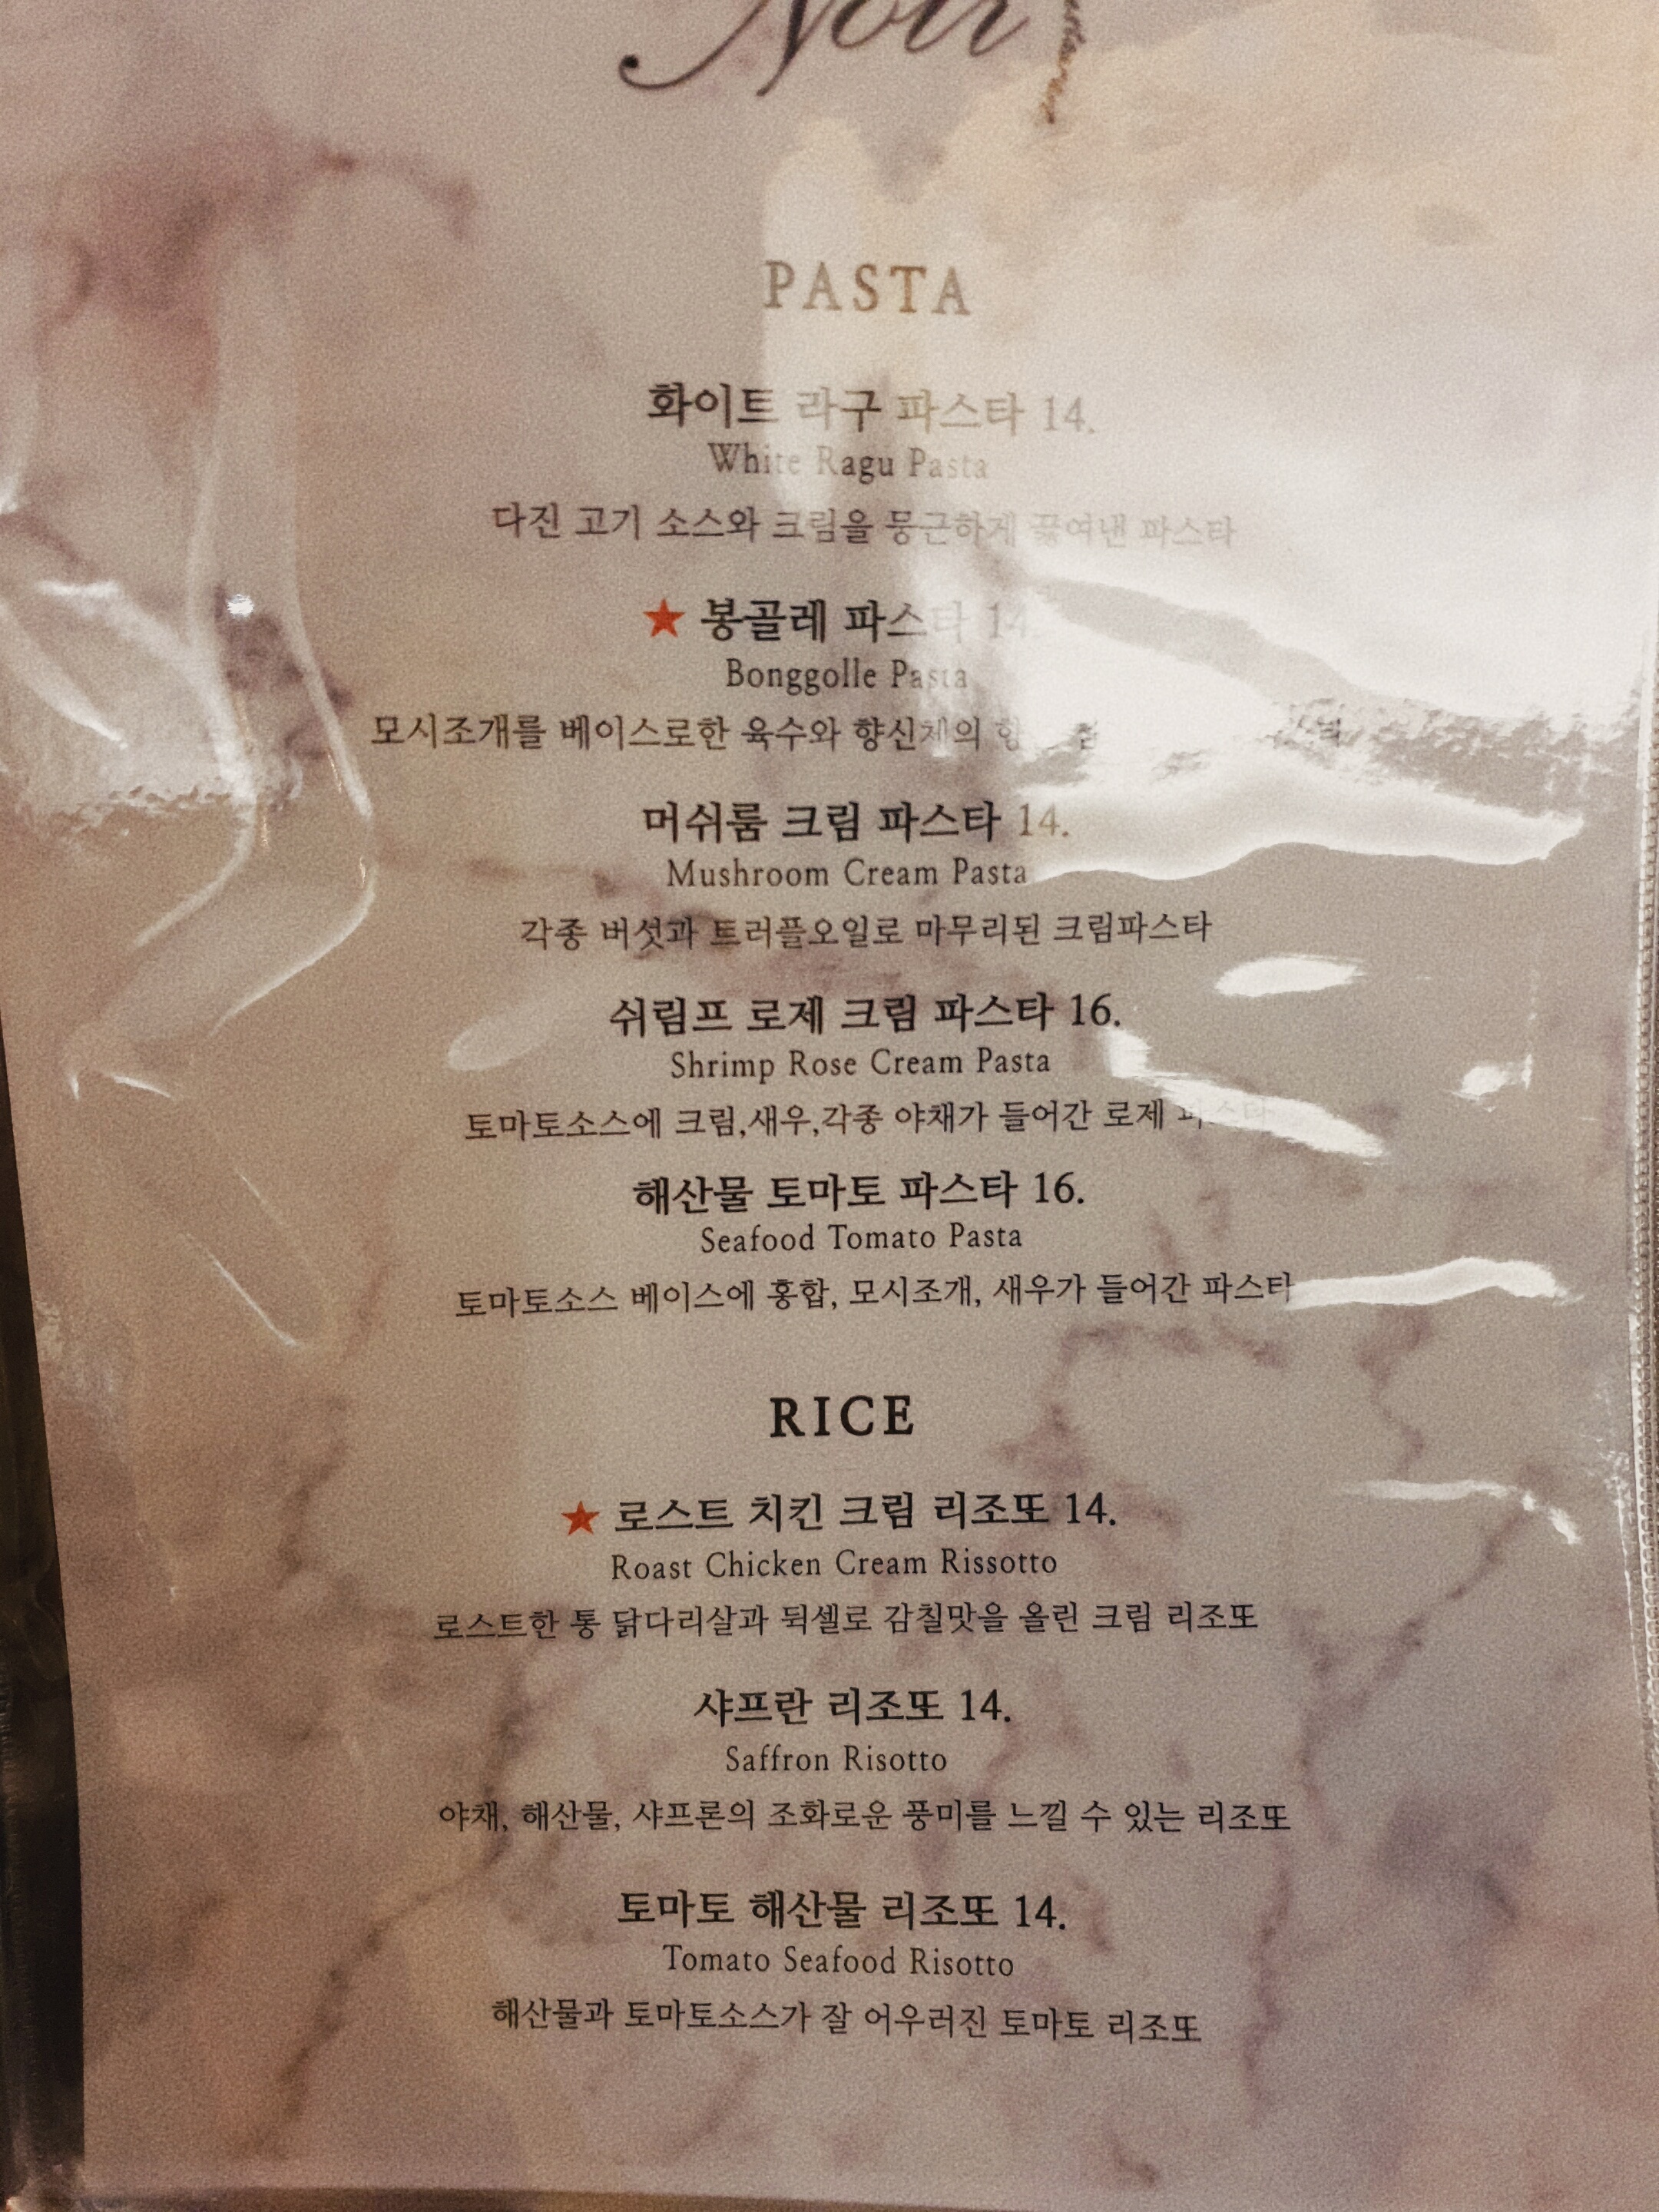 Noir
PASTA
화이트 라구 파스타 14.
White Ragu Pasta
다진 고기 소스와 크림을 뭉근하게 끓여낸 파스타
★ 봉골레 파스타 14.
Bonggolle Pasta
모시조개를 베이스로한 육수와 향신채의
머쉬룸 크림 파스타 14.
Mushroom Cream Pasta
각종 버섯과 트러플오일로 마무리된 크림파스타
쉬림프 로제 크림 파스타 16.
Shrimp Rose Cream Pasta
토마토소스에 크림,새우,각종 야채가 들어간 로제 파스타
해산물 토마토 파스타 16.
Seafood Tomato Pasta
토마토소스 베이스에 홍합, 모시조개, 새우가 들어간 파스타
RICE
★ 로스트 치킨 크림 리조또 14.
Roast Chicken Cream Rissotto
로스트한 통 닭다리살과 뒥셀로 감칠맛을 올린 크림 리조또
샤프란 리조또 14.
Saffron Risotto
야채, 해산물, 샤프론의 조화로운 풍미를 느낄 수 있는 리조또
토마토 해산물 리조또 14.
Tomato Seafood Risotto
해산물과 토마토소스가 잘 어우러진 토마토 리조또